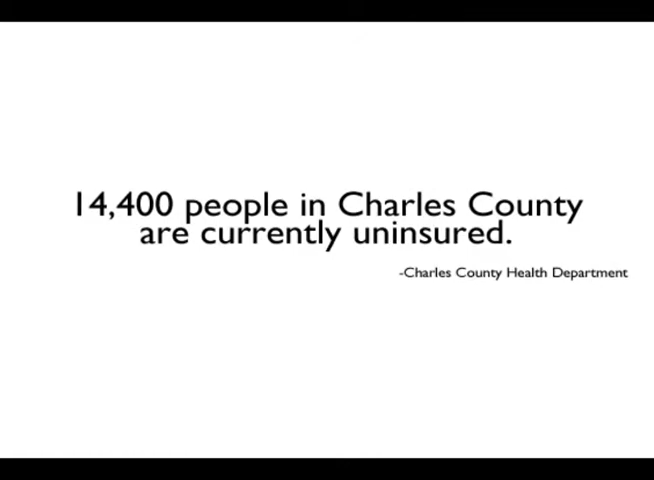 14,400 people in Charles County
are currently uninsured.
-Charles County Health Department